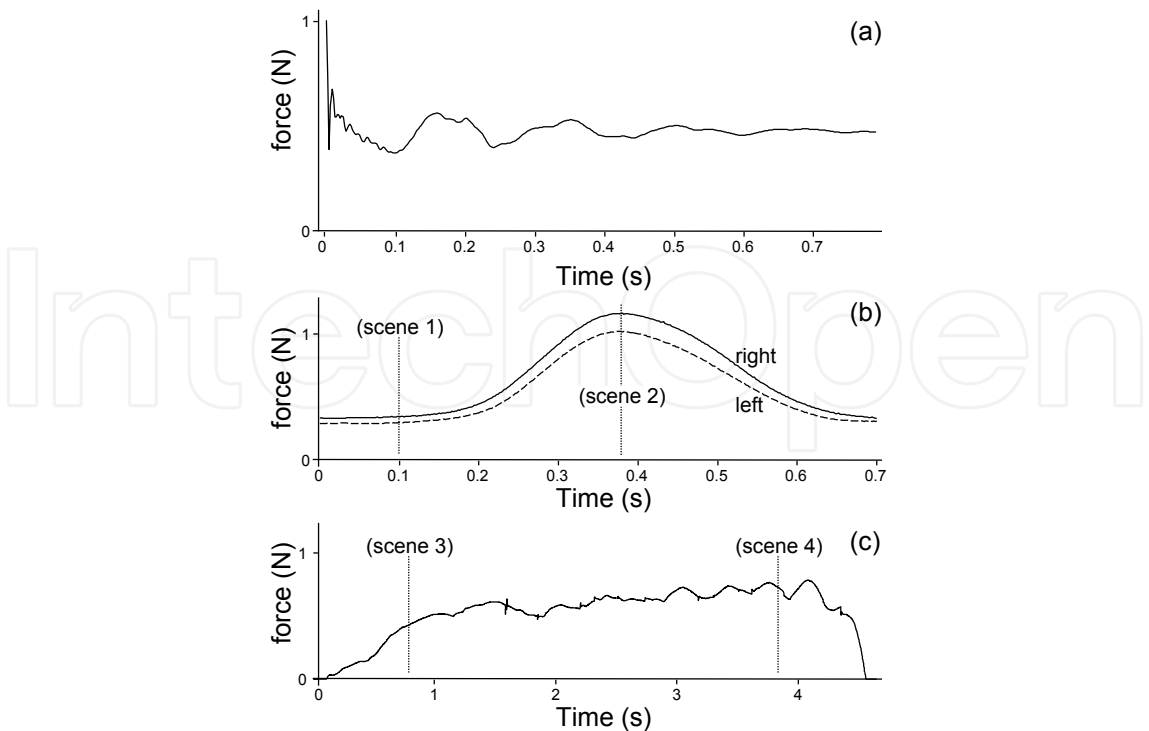 (a)
force (N)
1
0
0 0.1 0.2 0.3 0.4 0.5 0.6 0.7
Time (s)
(b)
force (N)
1
0
(scene 1)
(scene 2)
right
left
0 0.1 0.2 0.3 0.4 0.5 0.6 0.7
Time (s)
(c)
force (N)
1
0
(scene 3)
(scene 4)
0 1 2 3 4
Time (s)
IntechOpen